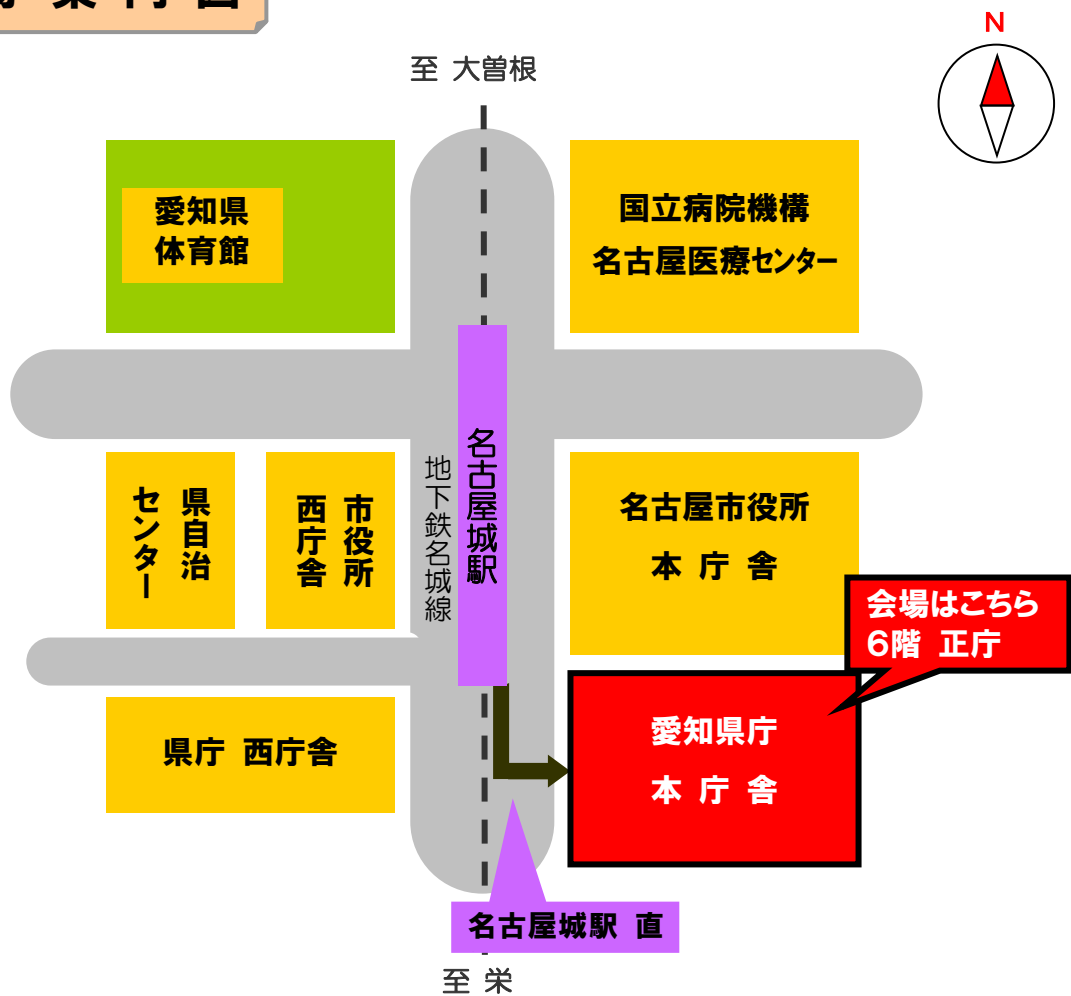 案内図
N
至 大曽根
愛知県
体育館
国立病院機構
名古屋医療センター
名古屋城駅
地下鉄名城線
県自治
センター
市役所
西庁舎
名古屋市役所
本庁舎
会場はこちら
6階 正庁
愛知県庁
本庁舎
県庁 西庁舎
名古屋城駅 直
至 栄